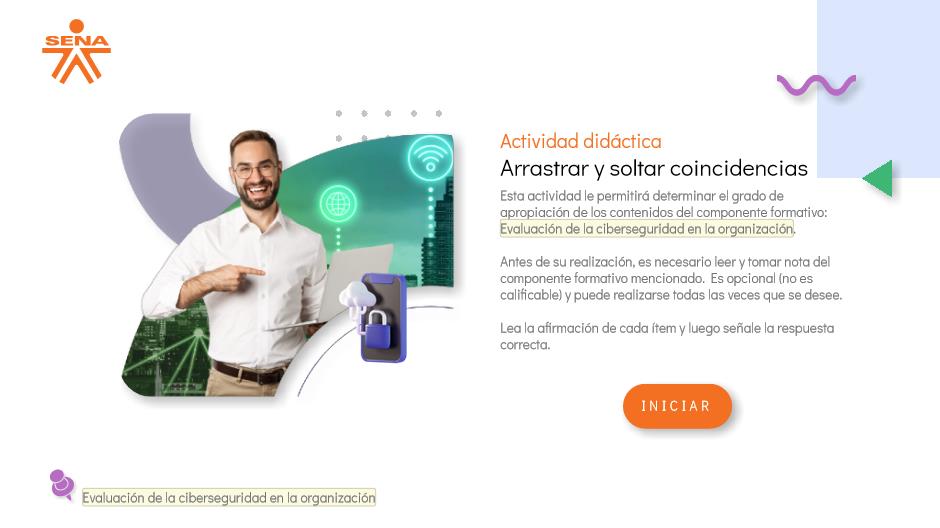 SENA
Actividad didáctica
Arrastrar y soltar coincidencias
Esta actividad le permitirá determinar el grado de
apropiación de los contenidos del componente formativo:
Evaluación de la ciberseguridad en la organización.
Antes de su realización, es necesario leer y tomar nota del
componente formativo mencionado. Es opcional (no es
calificable) y puede realizarse todas las veces que se desee.
Lea la afirmación de cada ítem y luego señale la respuesta
correcta.
INICIAR
Evaluación de la ciberseguridad en la organización